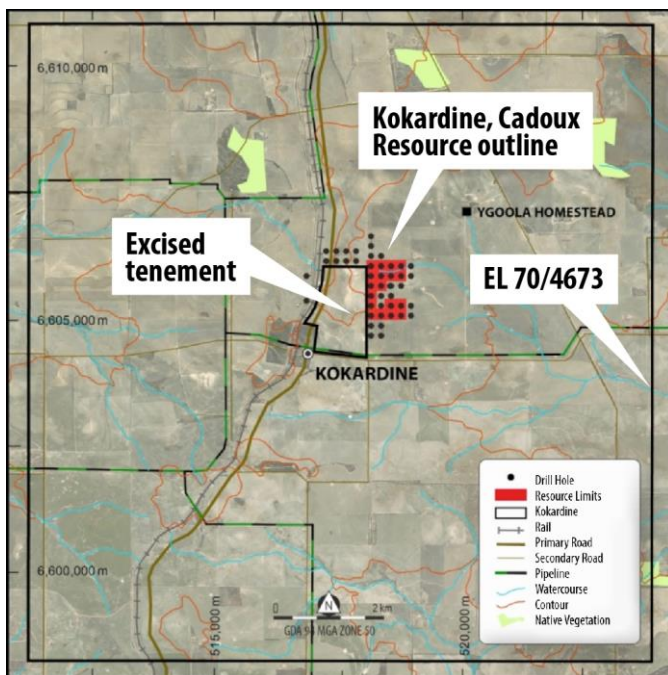 6,610,000 m
Kokardine, Cadoux
Resource outline
YGOOLA HOMESTEAD
Excised
tenement
EL 70/4673
6,605,000 m
KOKARDINE
Drill Hole
Resource Limits
Kokardine
Rail
Primary Road
Secondary Road
Pipeline
Watercourse
Contour
Native Vegetation
6,600,000 m
515,000 m
520,000 m
0 N 2 km
GDA 94 MGA ZONE-50